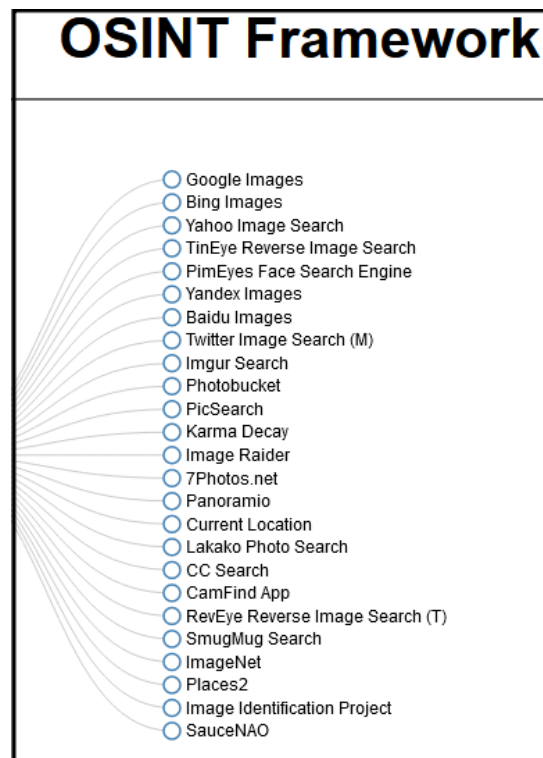 OSINT Framework
Google Images
Bing Images
Yahoo Image Search
TinEye Reverse Image Search
PimEyes Face Search Engine
Yandex Images
Baidu Images
Twitter Image Search (M)
Imgur Search
Photobucket
PicSearch
Karma Decay
Image Raider
7Photos.net
Panoramio
Current Location
Lakako Photo Search
CC Search
CamFind App
RevEye Reverse Image Search (T)
SmugMug Search
ImageNet
Places2
Image Identification Project
SauceNAO